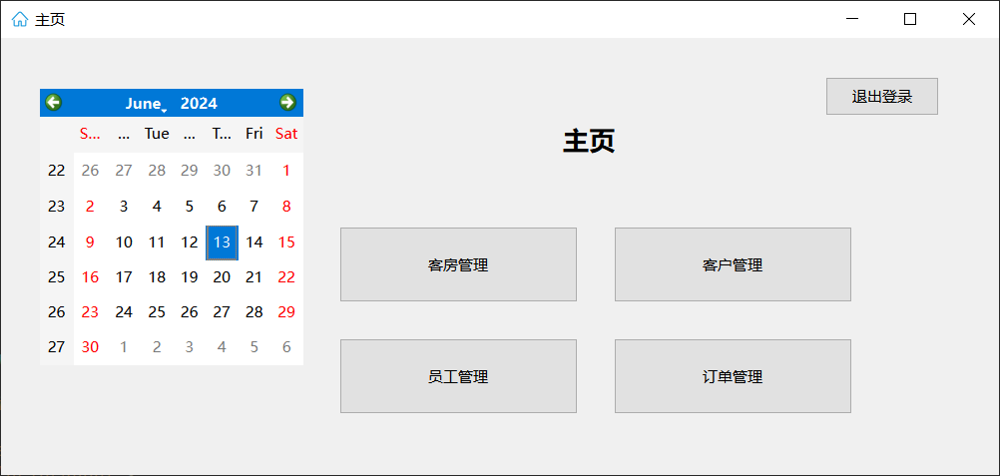 主页
退出登录
June 2024
S... ... Tue ... T... Fri Sat
22 26 27 28 29 30 31 1
23 2 3 4 5 6 7 8
24 9 10 11 12 13 14 15
25 16 17 18 19 20 21 22
26 23 24 25 26 27 28 29
27 30 1 2 3 4 5 6
主页
客房管理 客户管理
员工管理 订单管理